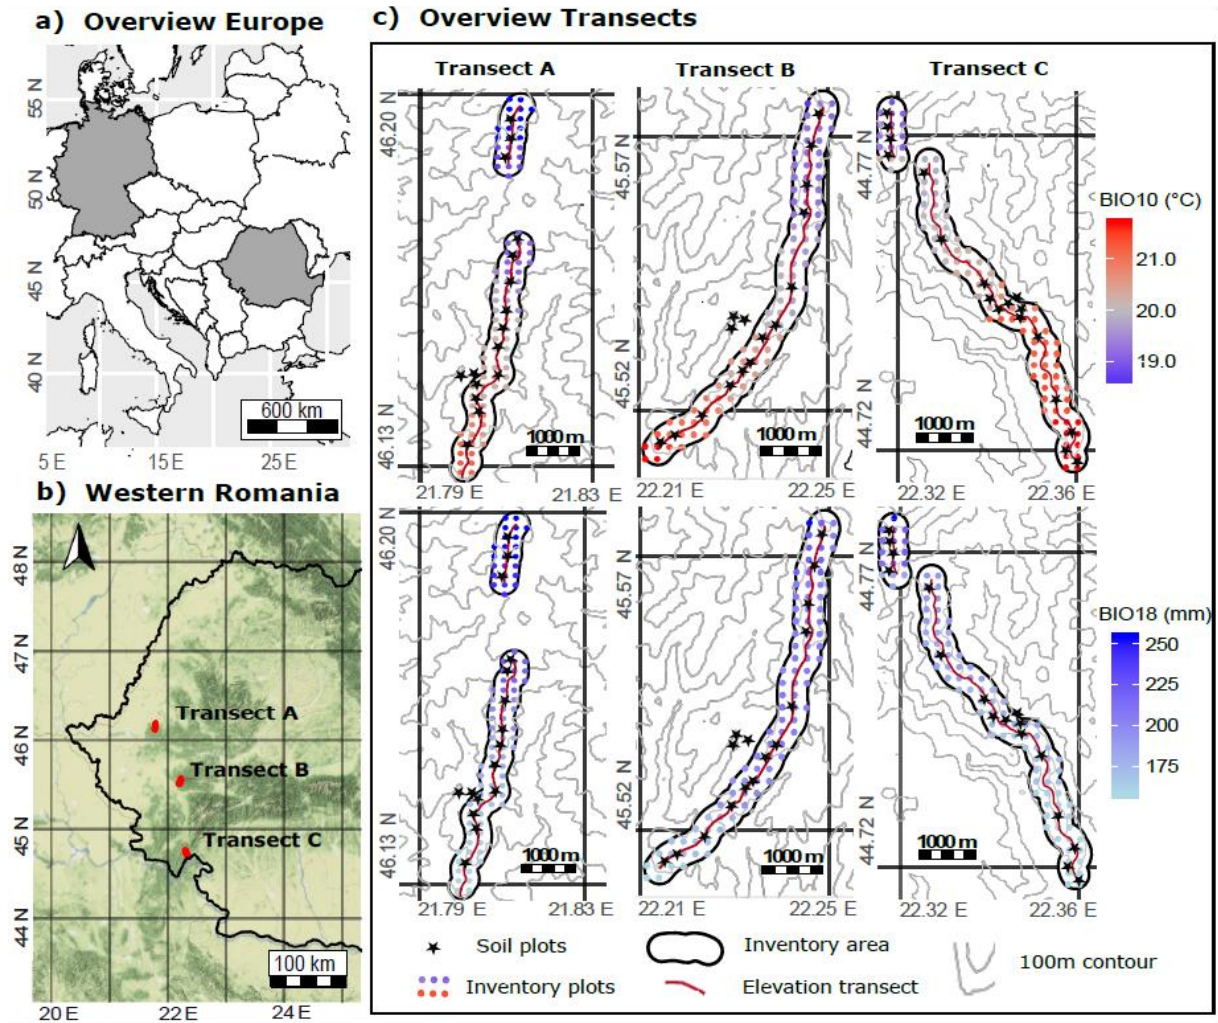 a) Overview Europe
55 N
50 N
45 N
40 N
600 km
5 E 15 E 25 E
b) Western Romania
48 N
47 N
46 N
45 N
44 N
Transect A
Transect B
Transect C
100 km
20 E 22 E 24 E
c) Overview Transects
Transect A Transect B Transect C
46.20 N
46.13 N
1000 m
21.79 E 21.83 E
45.57 N
45.52 N
1000 m
22.21 E 22.25 E
44.77 N
44.72 N
1000 m
22.32 E 22.36 E
BIO10 (°C)
21.0
20.0
19.0
46.20 N
46.13 N
1000 m
21.79 E 21.83 E
45.57 N
45.52 N
1000 m
22.21 E 22.25 E
44.77 N
44.72 N
1000 m
22.32 E 22.36 E
BIO18 (mm)
250
225
200
175
Soil plots Inventory area 100m contour
Inventory plots Elevation transect